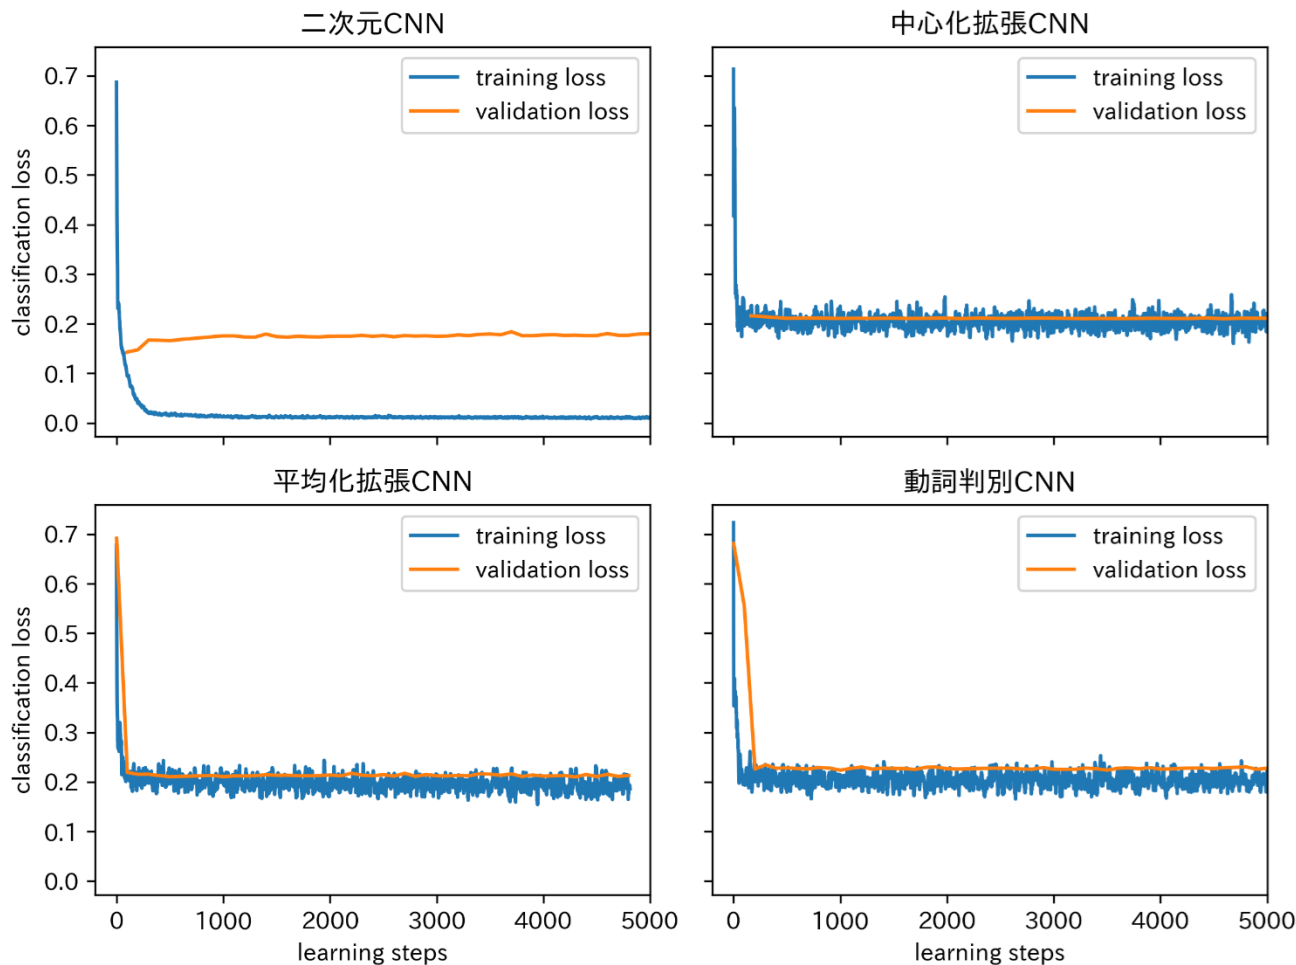 二次元CNN
classification loss
0.7
0.6
0.5
0.4
0.3
0.2
0.1
0.0
training loss
validation loss
中心化拡張CNN
training loss
validation loss
平均化拡張CNN
classification loss
0.7
0.6
0.5
0.4
0.3
0.2
0.1
0.0
training loss
validation loss
0 1000 2000 3000 4000 5000
learning steps
動詞判別CNN
training loss
validation loss
0 1000 2000 3000 4000 5000
learning steps